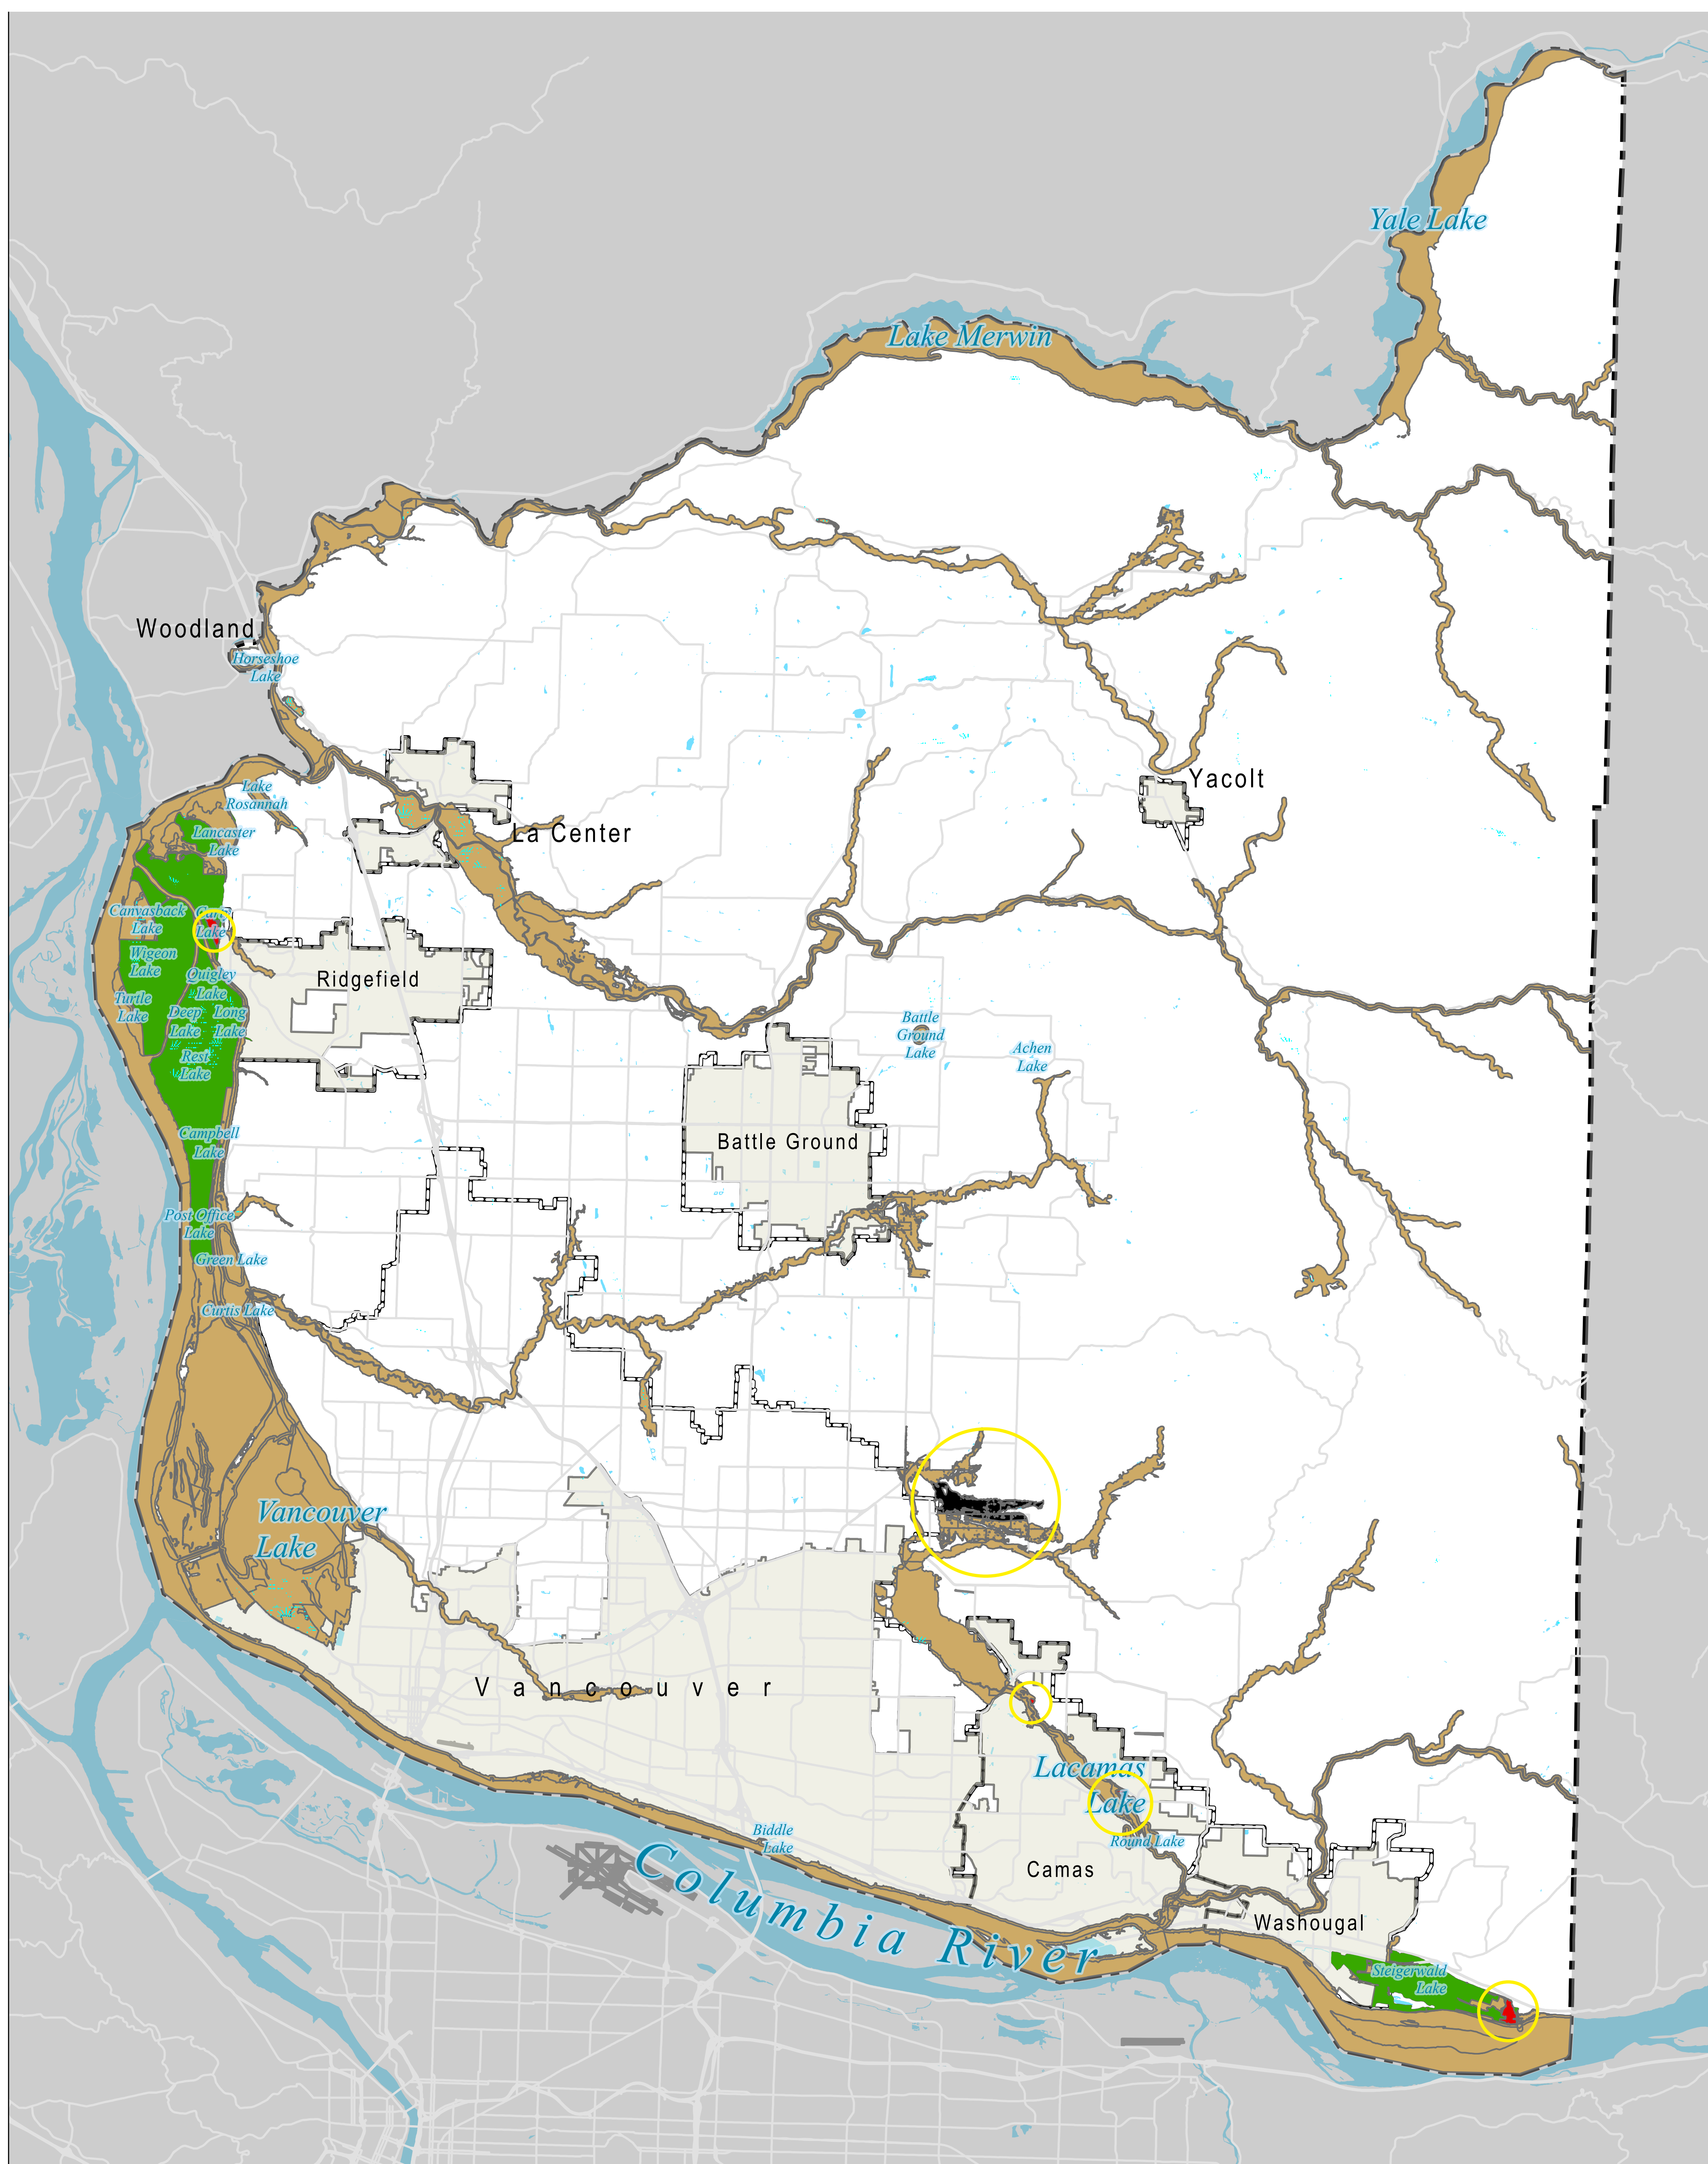 Yale Lake
Lake Merwin
Woodland
Horseshoe
Lake
Yacolt
Lake
Rosannah
La Center
Lancaster
Lake
Canvasback
Lake
Lake
Wigeon
Lake
Quigley
Lake
Ridgefield
Turtle
Lake
Deep
Lake
Long
Lake
Rest
Lake
Battle
Ground
Lake
Achen
Lake
Campbell
Lake
Battle Ground
Post Office
Lake
Green Lake
Curtis Lake
Vancouver
Lake
Vancouver
Lacamas
Lake
Biddle
Lake
Round Lake
Camas
Columbia River
Washougal
Steigerwald
Lake